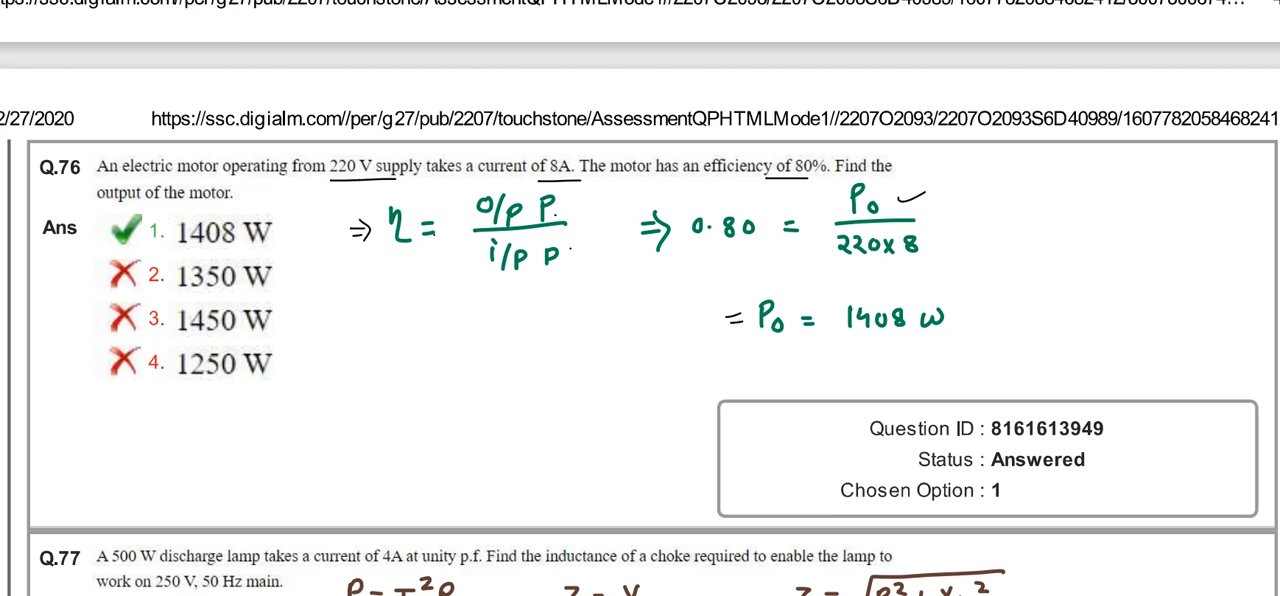 2/27/2020 https://ssc.digialm.com//per/g27/pub/2207/touchstone/AssessmentQPHTMLMode1//2207O2093/2207O2093S6D40989/1607782058468241
Q.76 An electric motor operating from 220 V supply takes a current of 8A. The motor has an efficiency of 80%. Find the
output of the motor.
Ans
1. 1408 W
2. 1350 W
3. 1450 W
4. 1250 W
⇒ η = o/p P. / i/p P. ⇒ 0.80 = P₀ / 220×8
= P₀ = 1408 W
Question ID : 8161613949
Status : Answered
Chosen Option : 1
Q.77 A 500 W discharge lamp takes a current of 4A at unity p.f. Find the inductance of a choke required to enable the lamp to
work on 250 V, 50 Hz main.